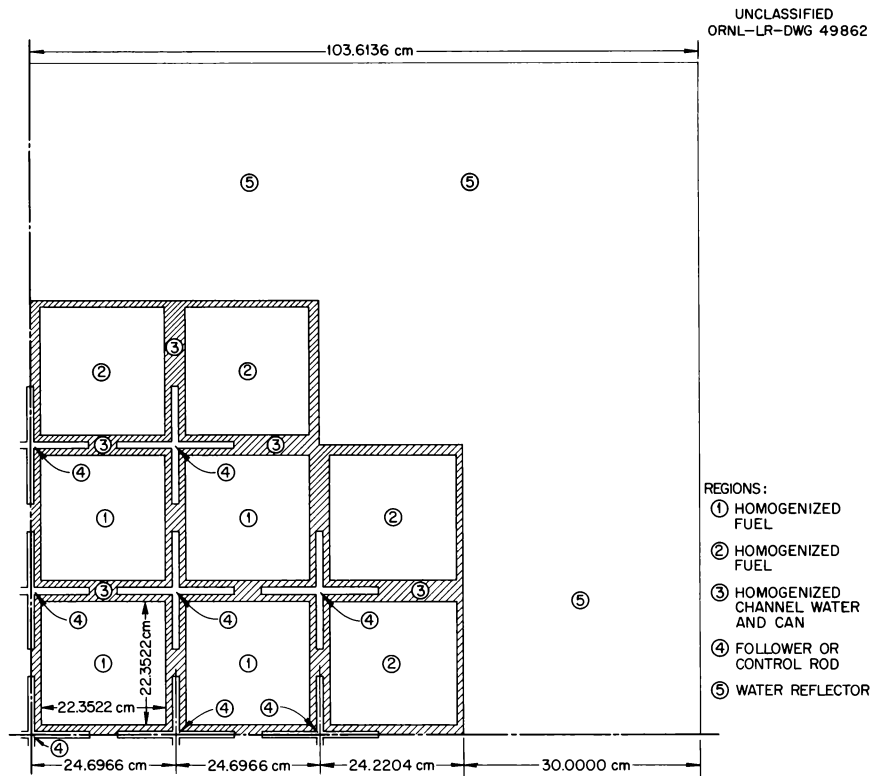 UNCLASSIFIED
ORNL-LR-DWG 49862
103.6136 cm
⑤ ⑤
③
② ②
③ ③
④ ④
① ① ②
③ ③
⑤
④ ④ ④
① ① ②
22.3522 cm
22.3522 cm
④ ④
④
24.6966 cm 24.6966 cm 24.2204 cm 30.0000 cm
REGIONS:
① HOMOGENIZED
FUEL
② HOMOGENIZED
FUEL
③ HOMOGENIZED
CHANNEL WATER
AND CAN
④ FOLLOWER OR
CONTROL ROD
⑤ WATER REFLECTOR